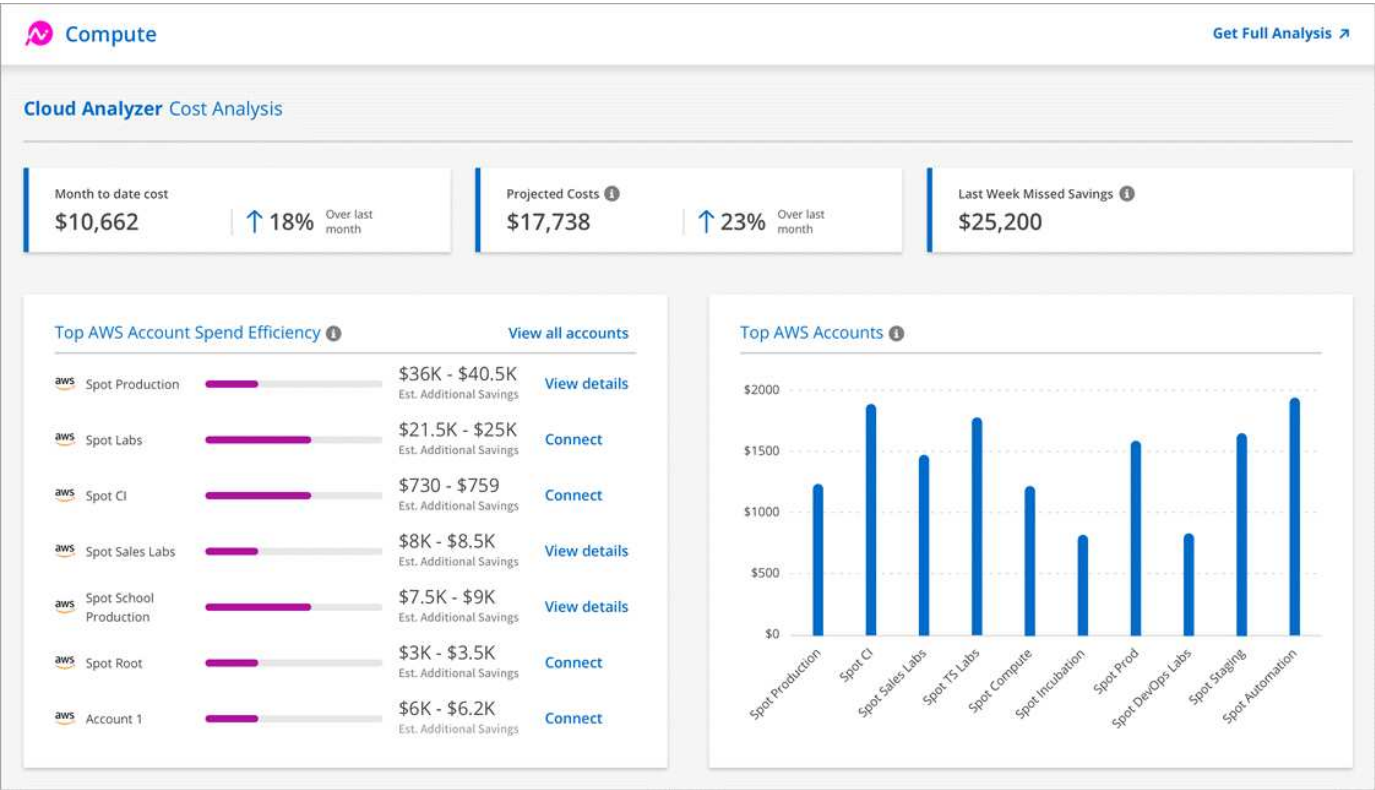 Compute
Get Full Analysis ↗
Cloud Analyzer Cost Analysis
Month to date cost
$10,662
↑ 18% Over last
month
Projected Costs
$17,738
↑ 23% Over last
month
Last Week Missed Savings
$25,200
Top AWS Account Spend Efficiency
View all accounts
aws Spot Production
$36K - $40.5K
Est. Additional Savings
View details
aws Spot Labs
$21.5K - $25K
Est. Additional Savings
Connect
aws Spot CI
$730 - $759
Est. Additional Savings
Connect
aws Spot Sales Labs
$8K - $8.5K
Est. Additional Savings
View details
aws Spot School
Production
$7.5K - $9K
Est. Additional Savings
View details
aws Spot Root
$3K - $3.5K
Est. Additional Savings
Connect
aws Account 1
$6K - $6.2K
Est. Additional Savings
Connect
Top AWS Accounts
$2000
$1500
$1000
$500
$0
Spot Production
Spot CI
Spot Sales Labs
Spot TS Labs
Spot Compute
Spot Incubation
Spot Prod
Spot DevOps Labs
Spot Staging
Spot Automation